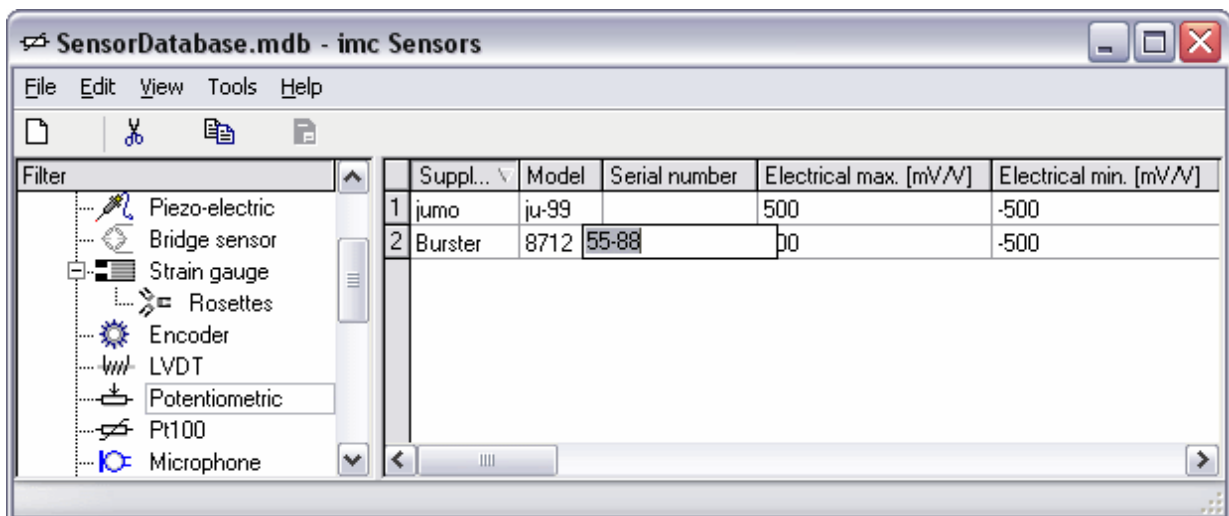 SensorDatabase.mdb - imc Sensors
File Edit View Tools Help
Filter
Piezo-electric
Bridge sensor
Strain gauge
Rosettes
Encoder
LVDT
Potentiometric
Pt100
Microphone
Suppl... Model Serial number Electrical max. [mV/V] Electrical min. [mV/V]
1 jumo ju-99 500 -500
2 Burster 8712 55-88 00 -500